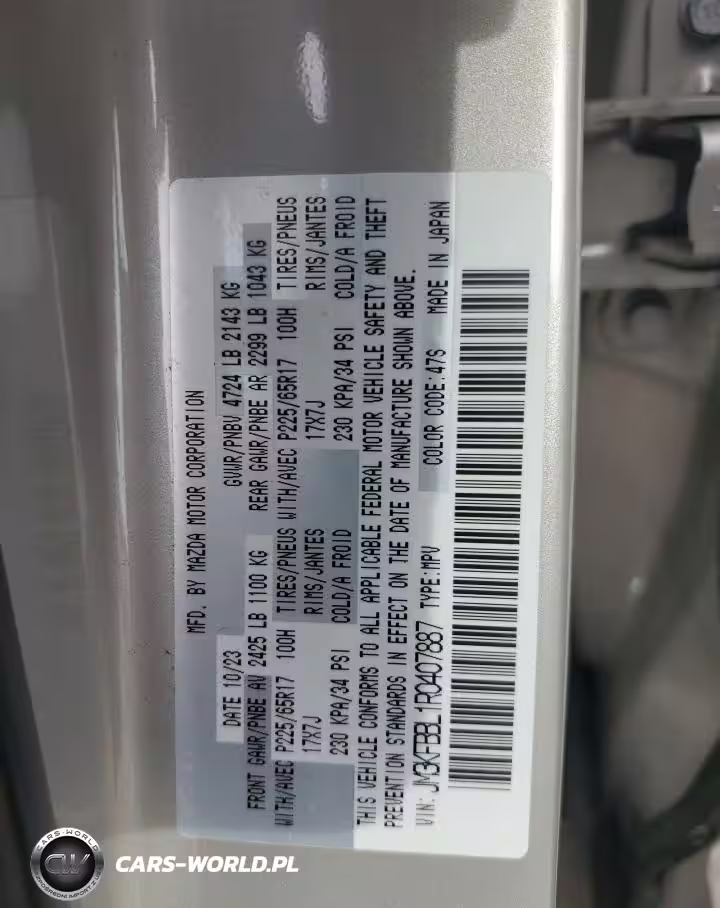 MFD. BY MAZDA MOTOR CORPORATION
DATE 10/23 GVWR/PNBV 4724 LB 2143 KG
FRONT GAWR/PNBE AV 2425 LB 1100 KG REAR GAWR/PNBE AR 2299 LB 1043 KG
WITH/AVEC P225/65R17 100H TIRES/PNEUS WITH/AVEC P225/65R17 100H TIRES/PNEUS
17X7J RIMS/JANTES 17X7J RIMS/JANTES
230 KPA/34 PSI COLD/A FROID 230 KPA/34 PSI COLD/A FROID
THIS VEHICLE CONFORMS TO ALL APPLICABLE FEDERAL MOTOR VEHICLE SAFETY AND THEFT
PREVENTION STANDARDS IN EFFECT ON THE DATE OF MANUFACTURE SHOWN ABOVE.
VIN: JM3KFBBL1R0407887 TYPE:MPV COLOR CODE:47S MADE IN JAPAN
CARS-WORLD
CW
CARS-WORLD.PL